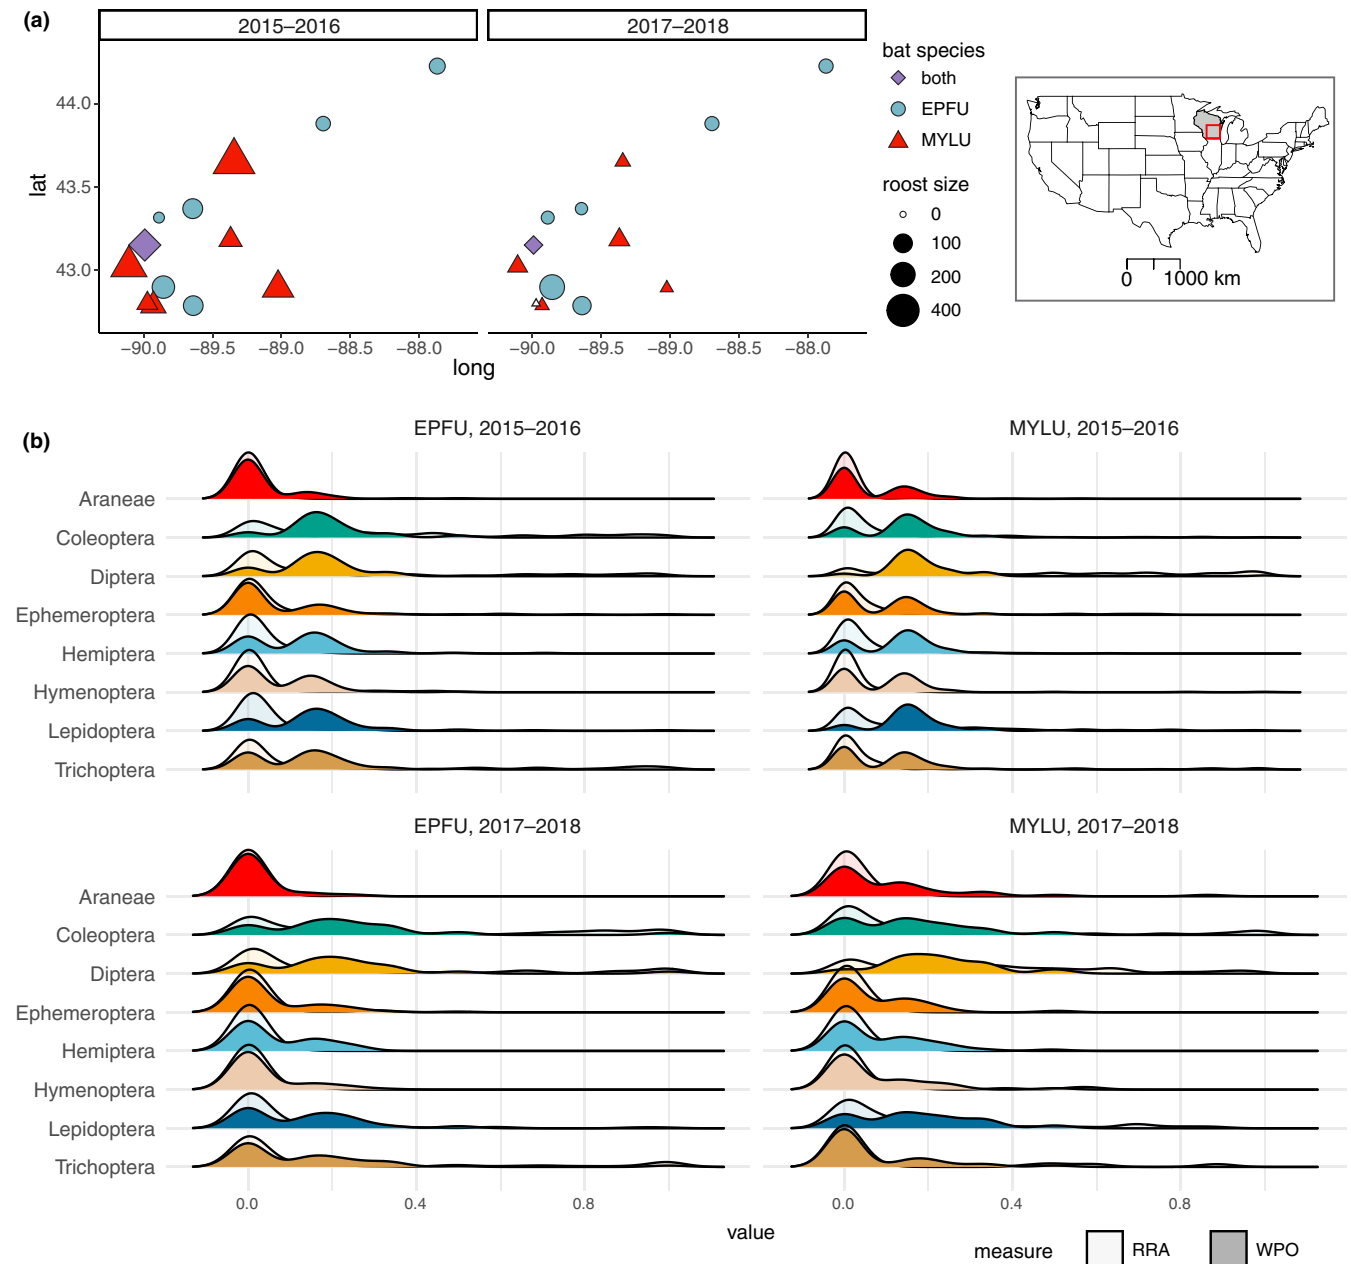 (a)
2015–2016
2017–2018
44.0
43.5
43.0
lat
−90.0 −89.5 −89.0 −88.5 −88.0
−90.0 −89.5 −89.0 −88.5 −88.0
long
bat species
both
EPFU
MYLU
roost size
0
100
200
400
0 1000 km
(b)
EPFU, 2015–2016
MYLU, 2015–2016
Araneae
Coleoptera
Diptera
Ephemeroptera
Hemiptera
Hymenoptera
Lepidoptera
Trichoptera
EPFU, 2017–2018
MYLU, 2017–2018
Araneae
Coleoptera
Diptera
Ephemeroptera
Hemiptera
Hymenoptera
Lepidoptera
Trichoptera
0.0 0.4 0.8
0.0 0.4 0.8
value
measure RRA WPO